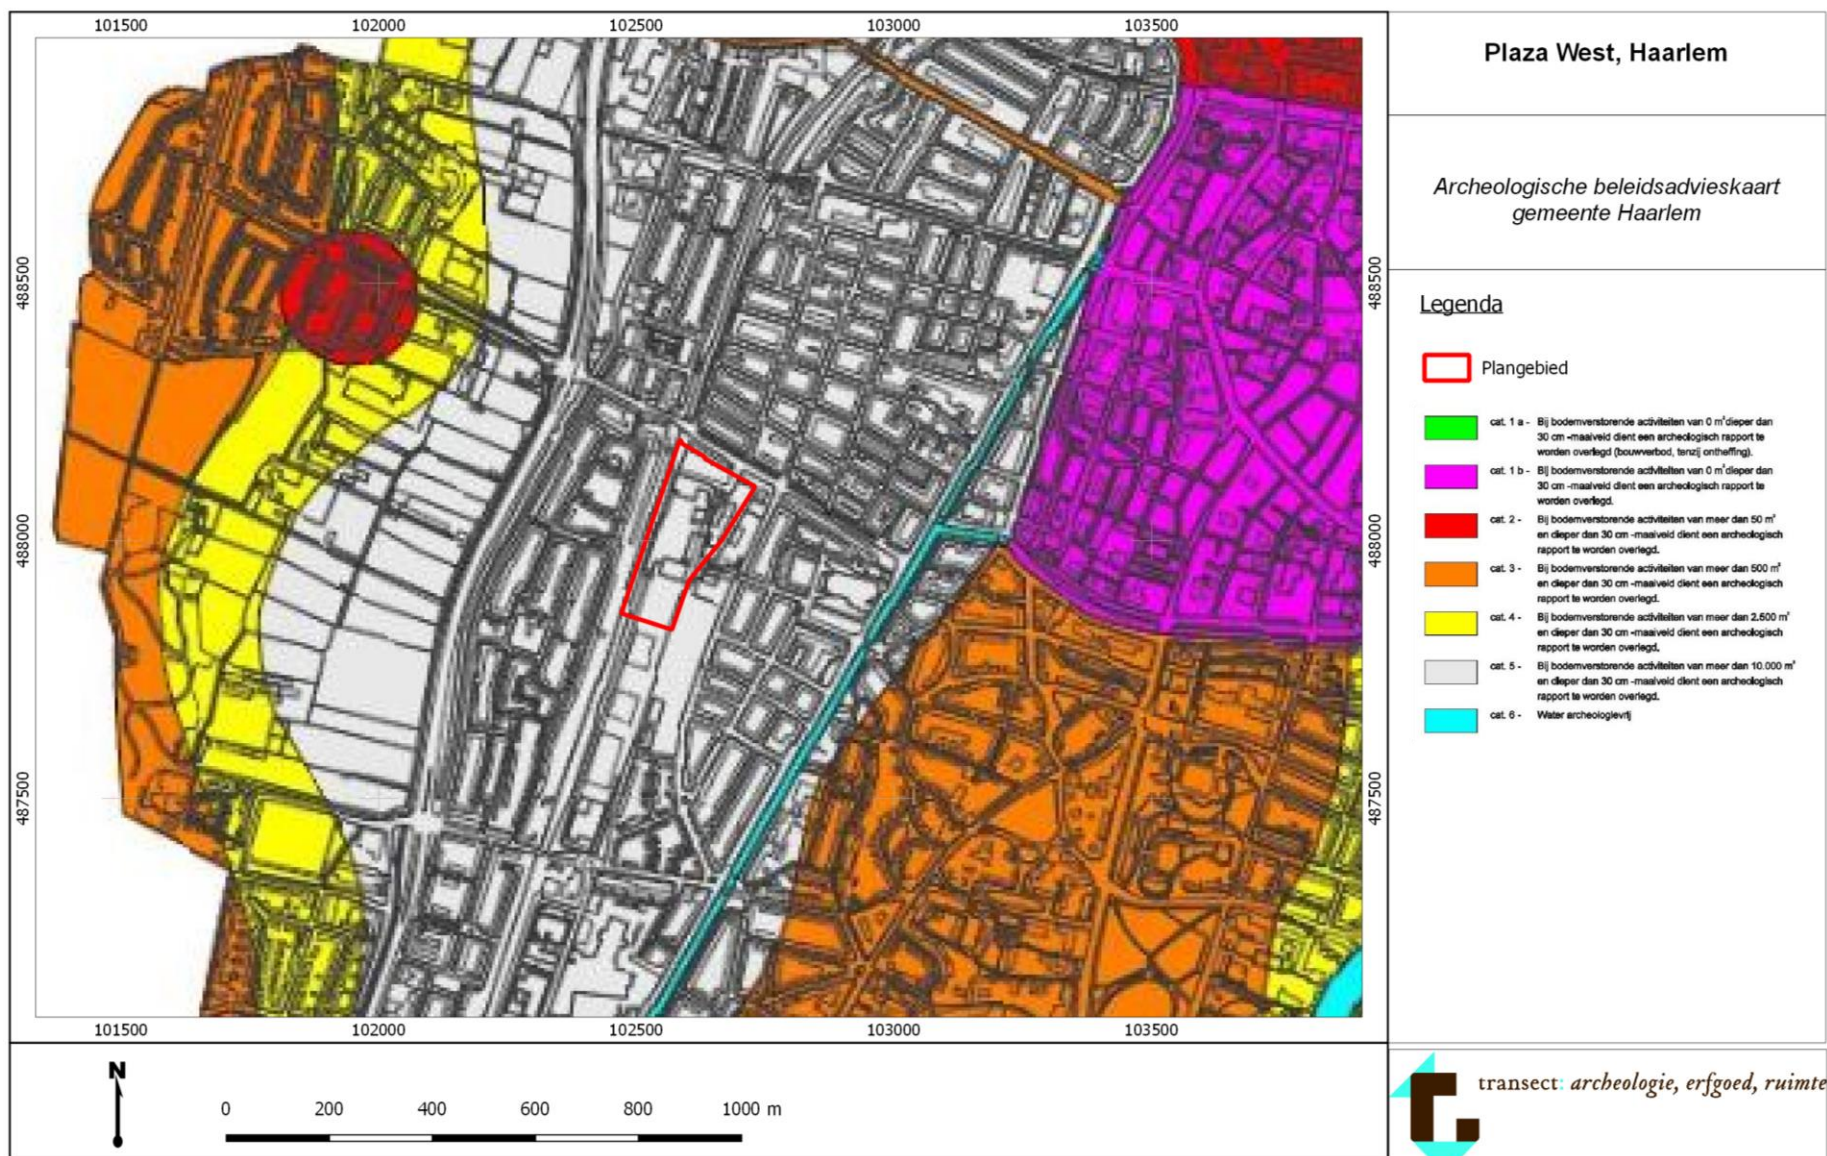 101500 102000 102500 103000 103500
488500 488500
488000 488000
487500 487500
101500 102000 102500 103000 103500
N
0 200 400 600 800 1000 m
Plaza West, Haarlem
Archeologische beleidsadvieskaart
gemeente Haarlem
Legenda
Plangebied
cat. 1 a - Bij bodemverstorende activiteiten van 0 m² dieper dan
30 cm -maaiveld dient een archeologisch rapport te
worden overlegd (bouwverbod, tenzij ontheffing).
cat. 1 b - Bij bodemverstorende activiteiten van 0 m² dieper dan
30 cm -maaiveld dient een archeologisch rapport te
worden overlegd.
cat. 2 - Bij bodemverstorende activiteiten van meer dan 50 m²
en dieper dan 30 cm -maaiveld dient een archeologisch
rapport te worden overlegd.
cat. 3 - Bij bodemverstorende activiteiten van meer dan 500 m²
en dieper dan 30 cm -maaiveld dient een archeologisch
rapport te worden overlegd.
cat. 4 - Bij bodemverstorende activiteiten van meer dan 2.500 m²
en dieper dan 30 cm -maaiveld dient een archeologisch
rapport te worden overlegd.
cat. 5 - Bij bodemverstorende activiteiten van meer dan 10.000 m²
en dieper dan 30 cm -maaiveld dient een archeologisch
rapport te worden overlegd.
cat. 6 - Water archeologievrij
transect: archeologie, erfgoed, ruimte